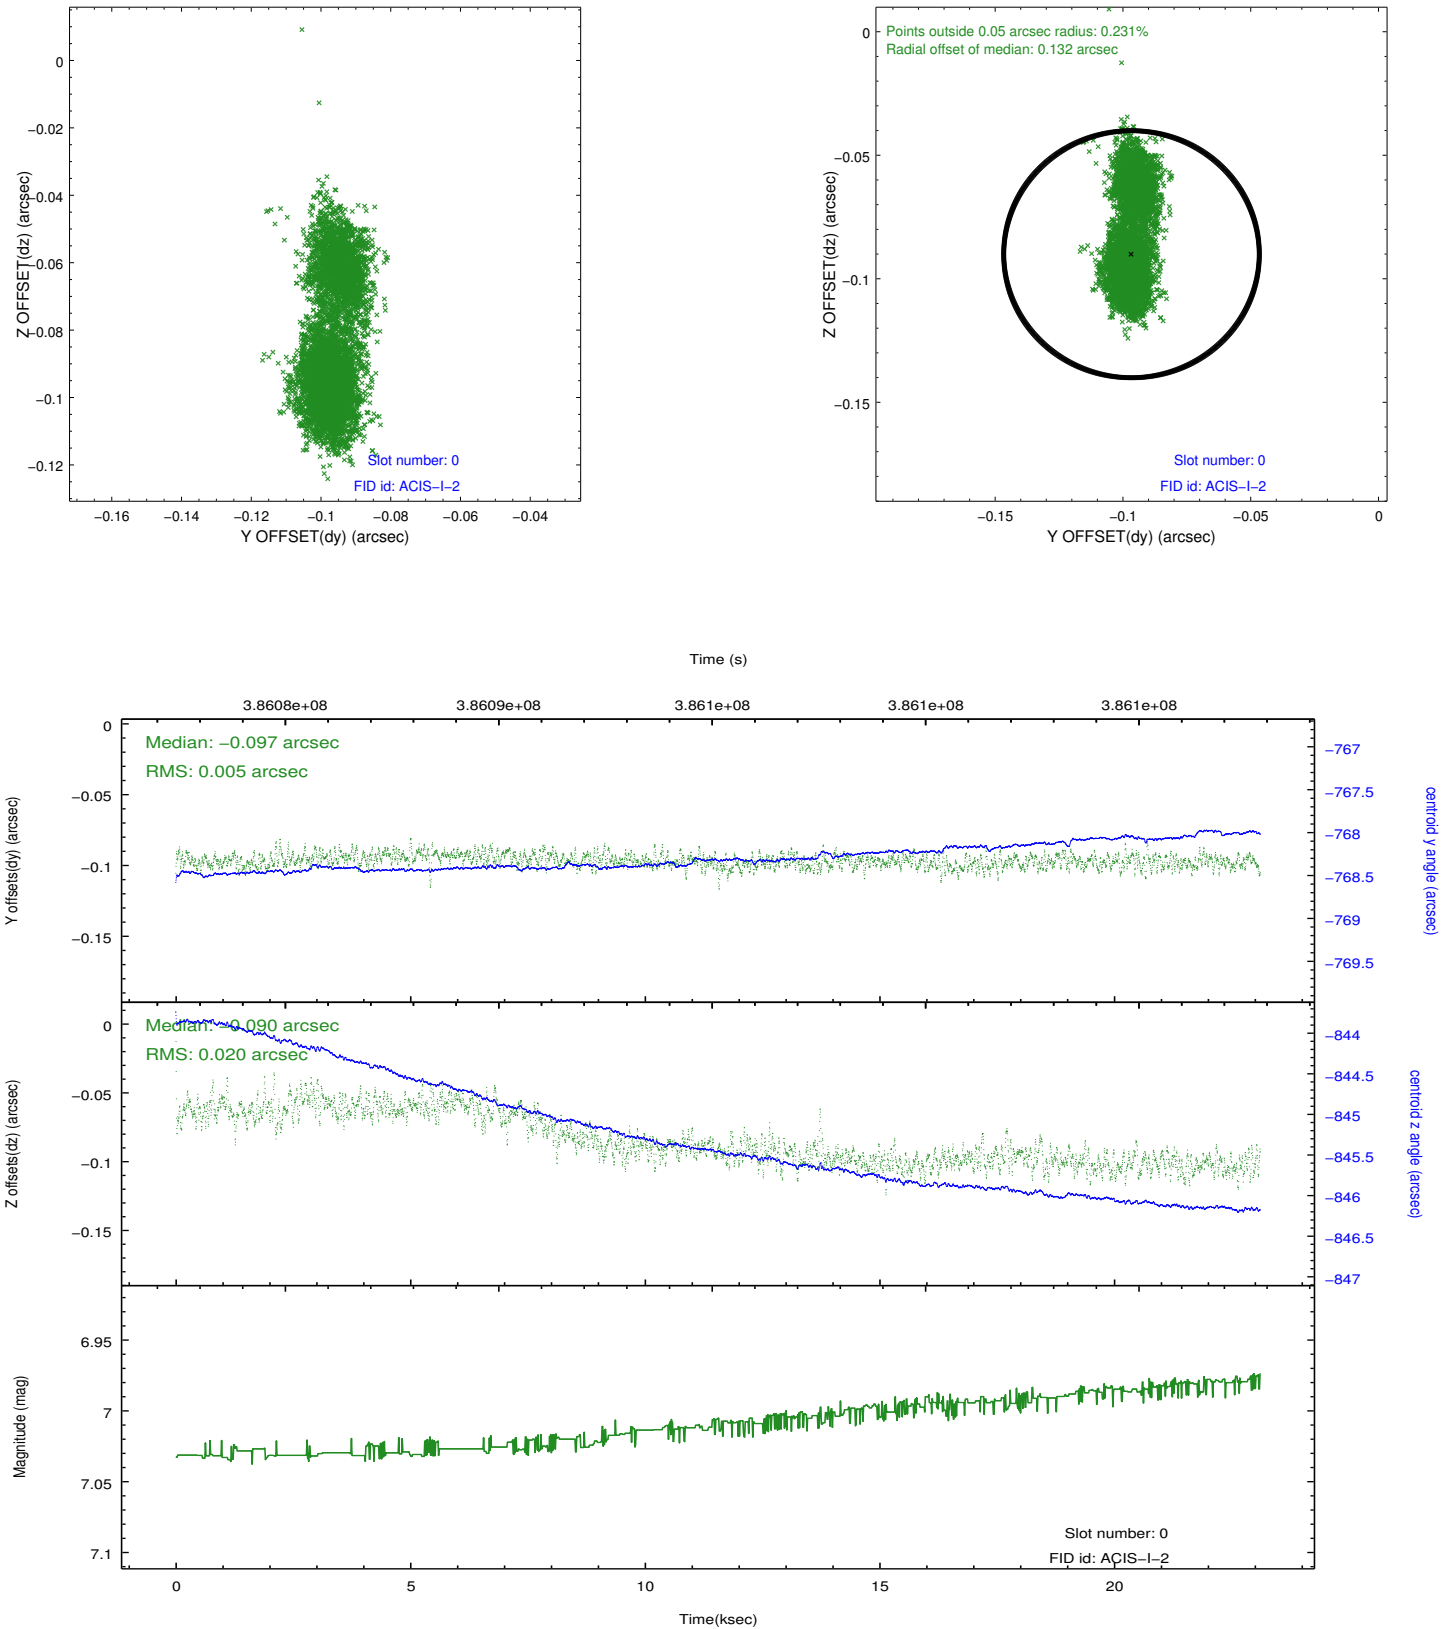 0
−0.02
−0.04
−0.06
−0.08
−0.1
−0.12
Z OFFSET(dz) (arcsec)
Slot number: 0
FID id: ACIS−I−2
−0.16 −0.14 −0.12 −0.1 −0.08 −0.06 −0.04
Y OFFSET(dy) (arcsec)
Points outside 0.05 arcsec radius: 0.231%
Radial offset of median: 0.132 arcsec
0
−0.05
−0.1
−0.15
Z OFFSET(dz) (arcsec)
Slot number: 0
FID id: ACIS−I−2
−0.15 −0.1 −0.05 0
Y OFFSET(dy) (arcsec)
Time (s)
3.8608e+08 3.8609e+08 3.861e+08 3.861e+08 3.861e+08
Median: −0.097 arcsec
RMS: 0.005 arcsec
0
−0.05
−0.1
−0.15
Y offsets(dy) (arcsec)
−767
−767.5
−768
−768.5
−769
−769.5
centroid y angle (arcsec)
Median: −0.090 arcsec
RMS: 0.020 arcsec
0
−0.05
−0.1
−0.15
Z offsets(dz) (arcsec)
−844
−844.5
−845
−845.5
−846
−846.5
−847
centroid z angle (arcsec)
6.95
7
7.05
7.1
Magnitude (mag)
Slot number: 0
FID id: ACIS−I−2
0 5 10 15 20
Time(ksec)